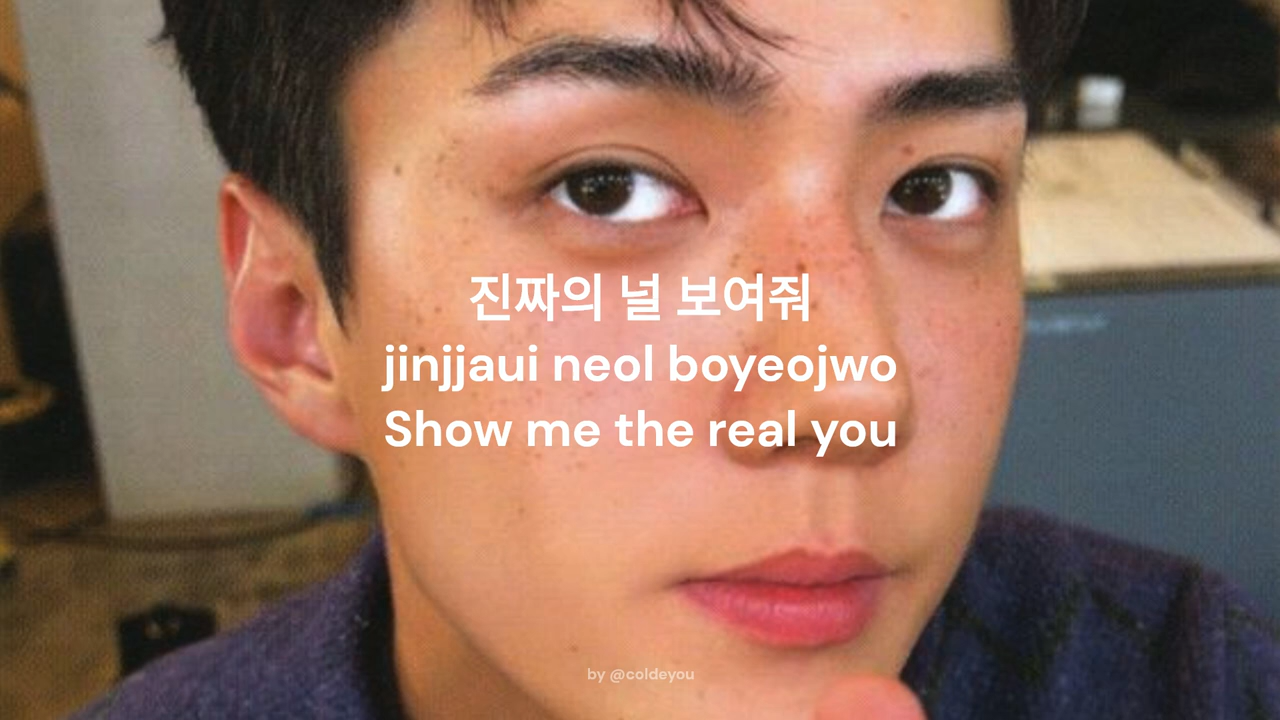 진짜의 널 보여줘
jinjjaui neol boyeojwo
Show me the real you
by @coldeyou